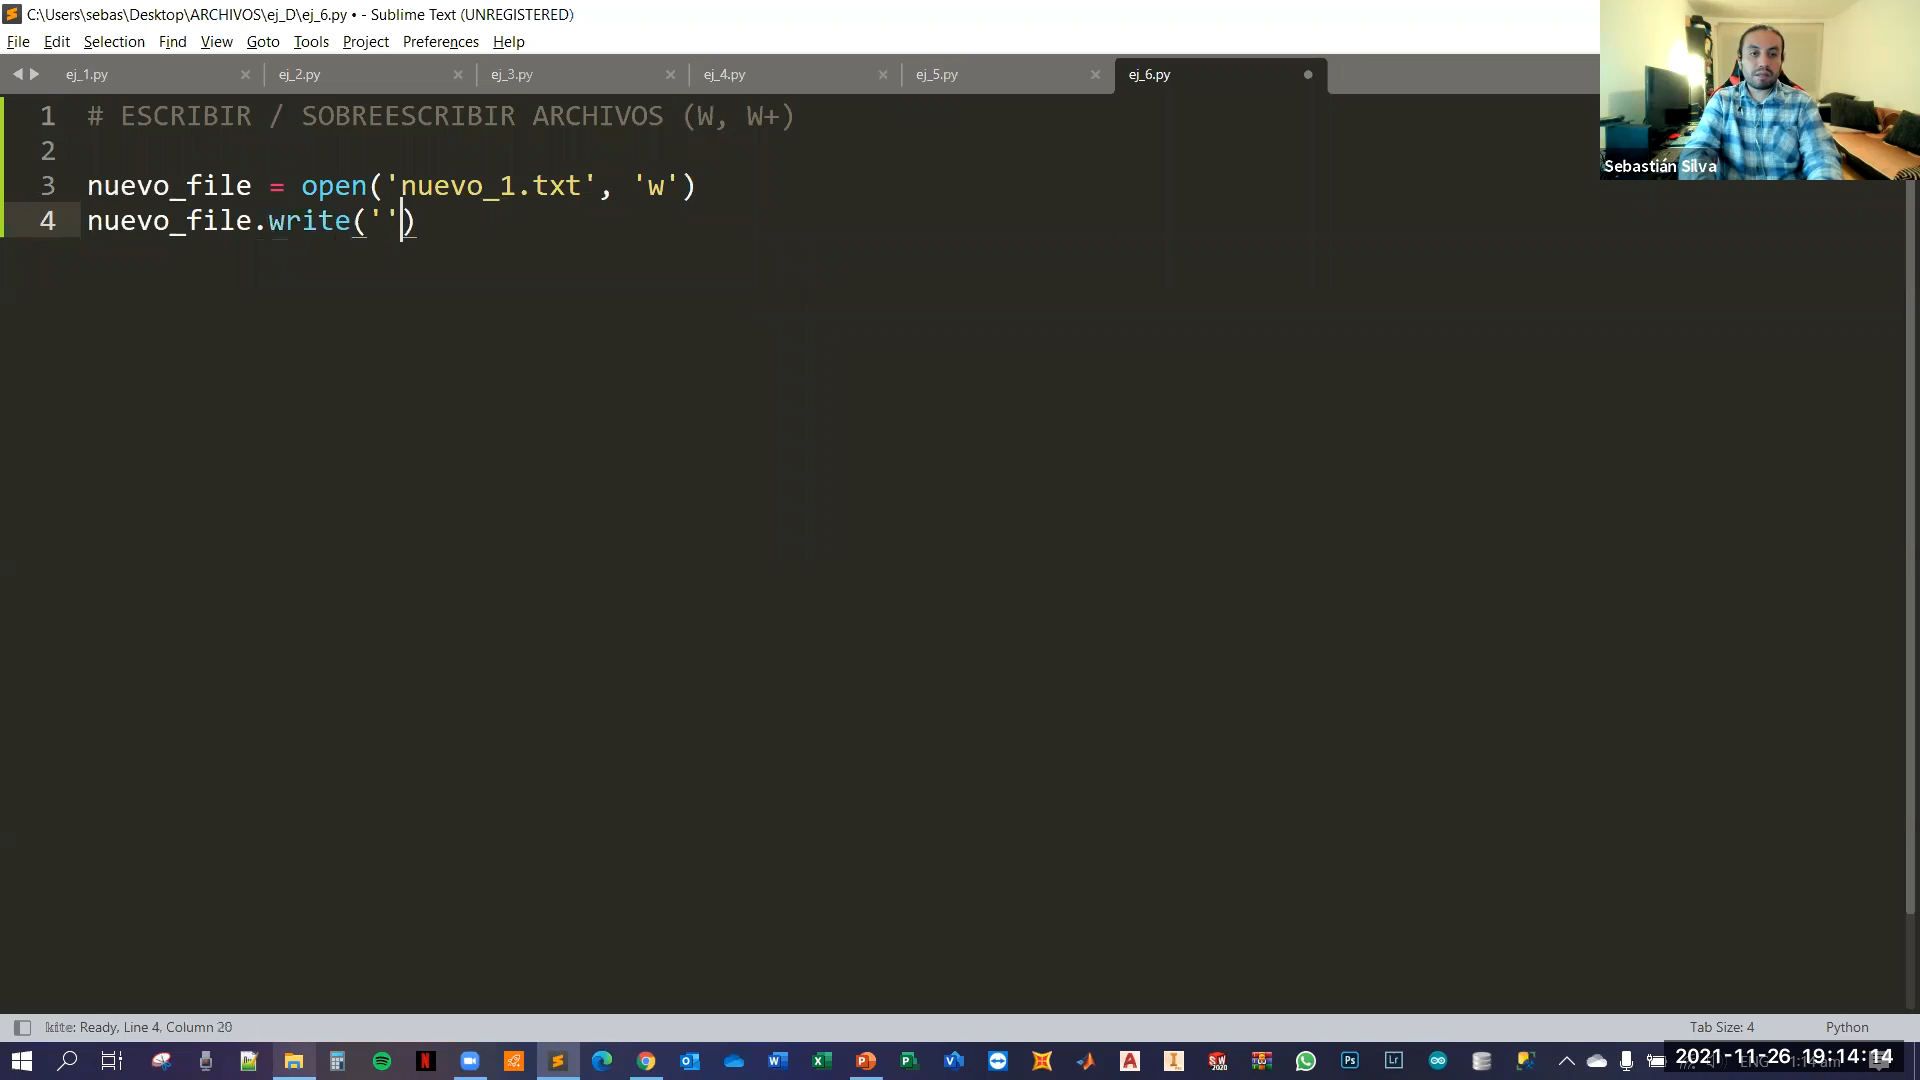 C:\Users\sebas\Desktop\ARCHIVOS\ej_D\ej_6.py • - Sublime Text (UNREGISTERED)
File Edit Selection Find View Goto Tools Project Preferences Help
ej_1.py ej_2.py ej_3.py ej_4.py ej_5.py ej_6.py
1 # ESCRIBIR / SOBREESCRIBIR ARCHIVOS (W, W+)
2
3 nuevo_file = open('nuevo_1.txt', 'w')
4 nuevo_file.write('')
Sebastián Silva
kite: Ready, Line 4, Column 20
Tab Size: 4
Python
2021-11-26 19:14:14